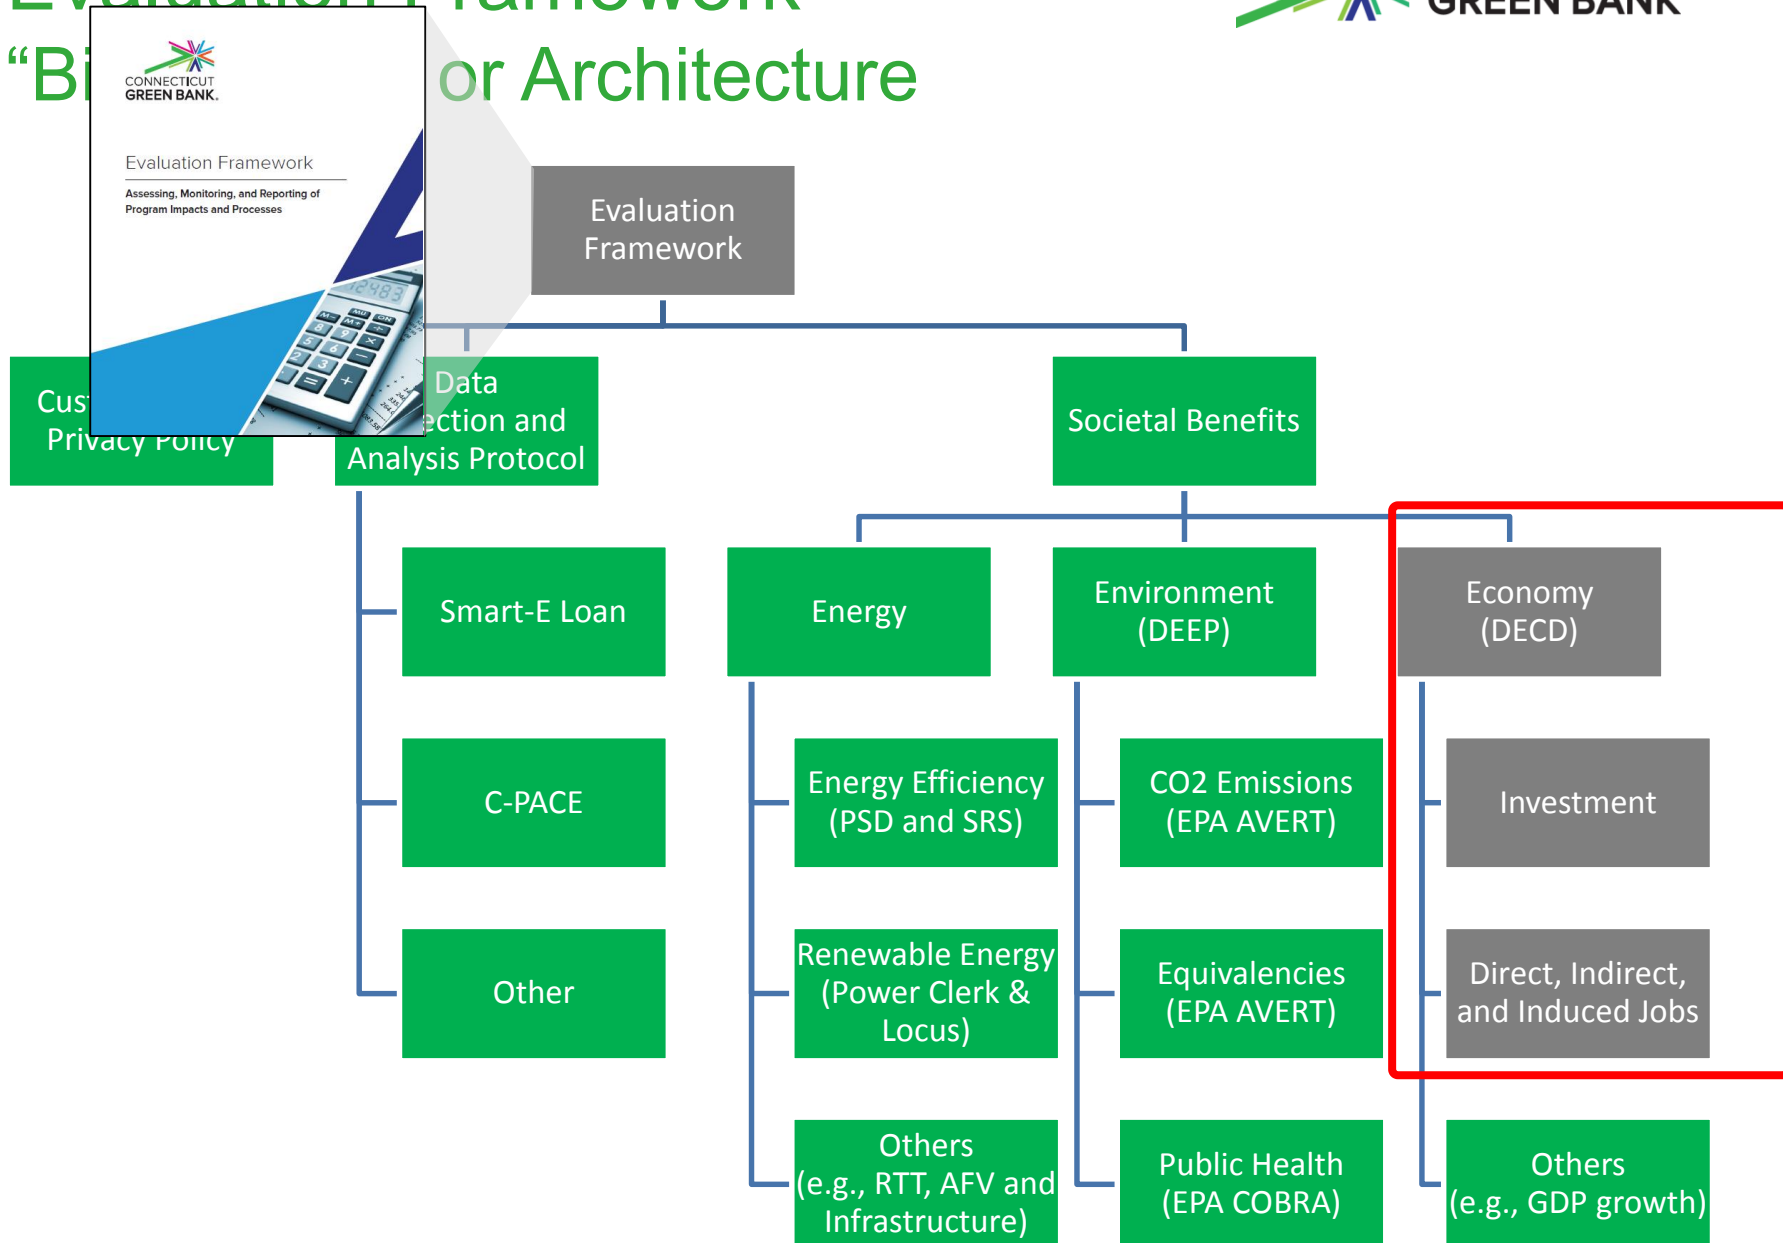 Evaluation Framework
GREEN BANK
or Architecture
CONNECTICUT
GREEN BANK.
Evaluation Framework
Assessing, Monitoring, and Reporting of
Program Impacts and Processes
Evaluation
Framework
Privacy Policy
Data
and
Analysis Protocol
Societal Benefits
Smart-E Loan
Energy
Environment
(DEEP)
Economy
(DECD)
C-PACE
Energy Efficiency
(PSD and SRS)
CO2 Emissions
(EPA AVERT)
Investment
Other
Renewable Energy
(Power Clerk &
Locus)
Equivalencies
(EPA AVERT)
Direct, Indirect,
and Induced Jobs
Others
(e.g., RTT, AFV and
Infrastructure)
Public Health
(EPA COBRA)
Others
(e.g., GDP growth)